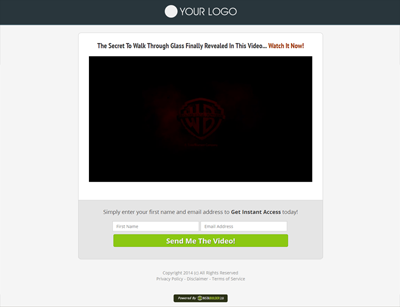 YOUR LOGO
The Secret To Walk Through Glass Finally Revealed In This Video... Watch It Now!
Simply enter your first name and email address to Get Instant Access today!
First Name
Email Address
Send Me The Video!
Copyright 2014 (c) All Rights Reserved
Privacy Policy - Disclaimer - Terms of Service
Powered By